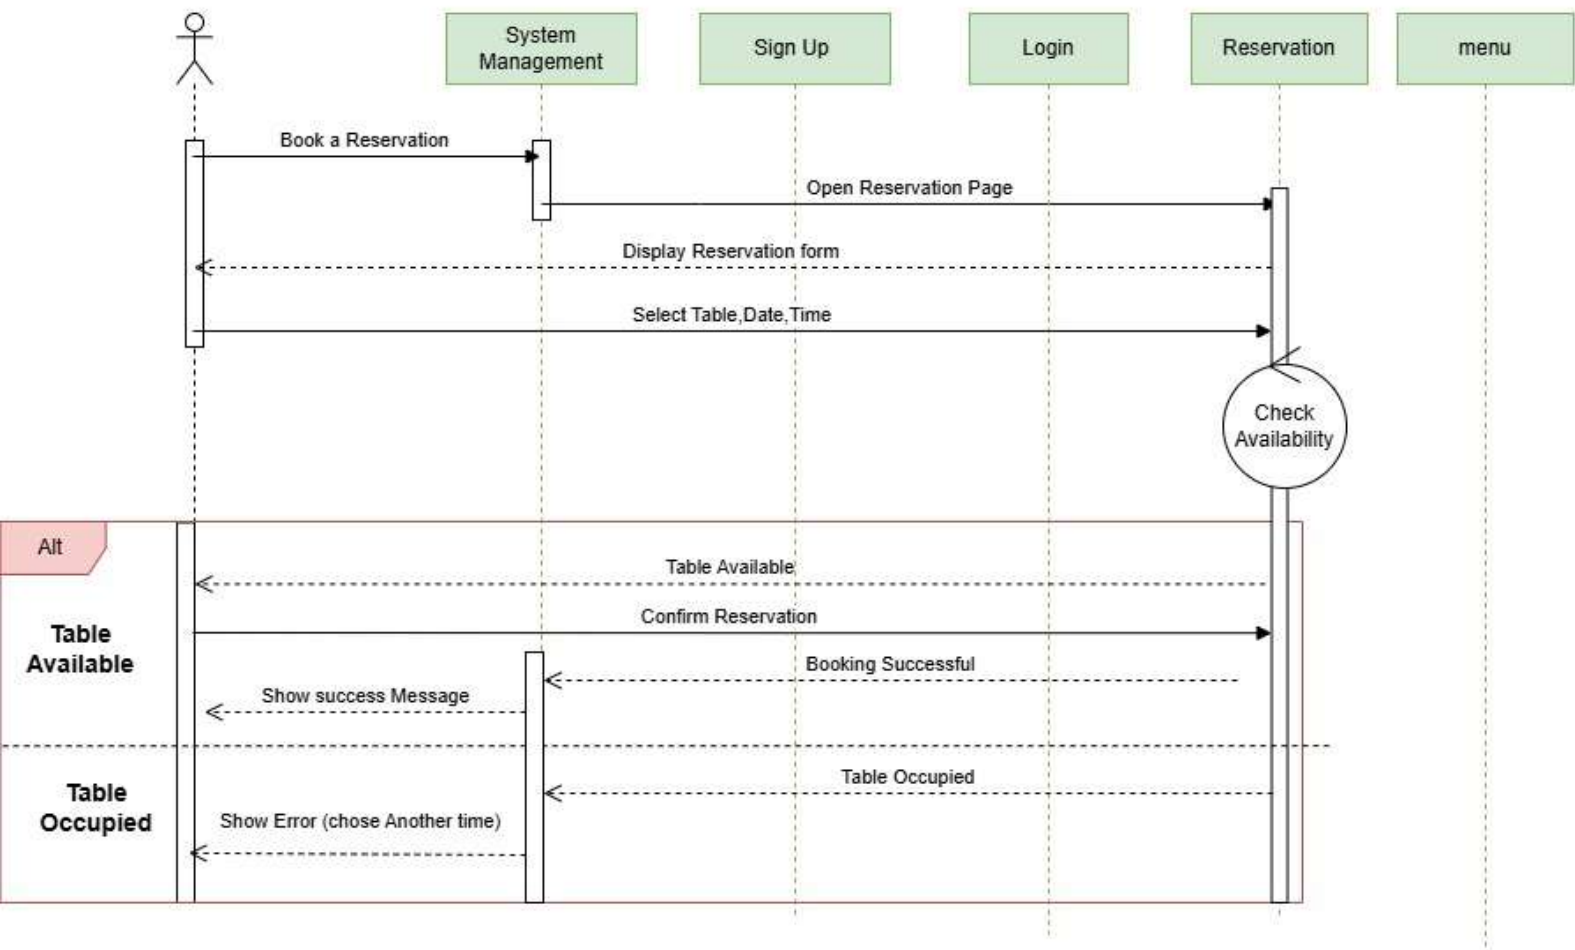 System
Management
Sign Up
Login
Reservation
menu
Book a Reservation
Open Reservation Page
Display Reservation form
Select Table,Date,Time
Check
Availability
Alt
Table Available
Confirm Reservation
Table
Available
Booking Successful
Show success Message
Table Occupied
Table
Occupied
Show Error (chose Another time)